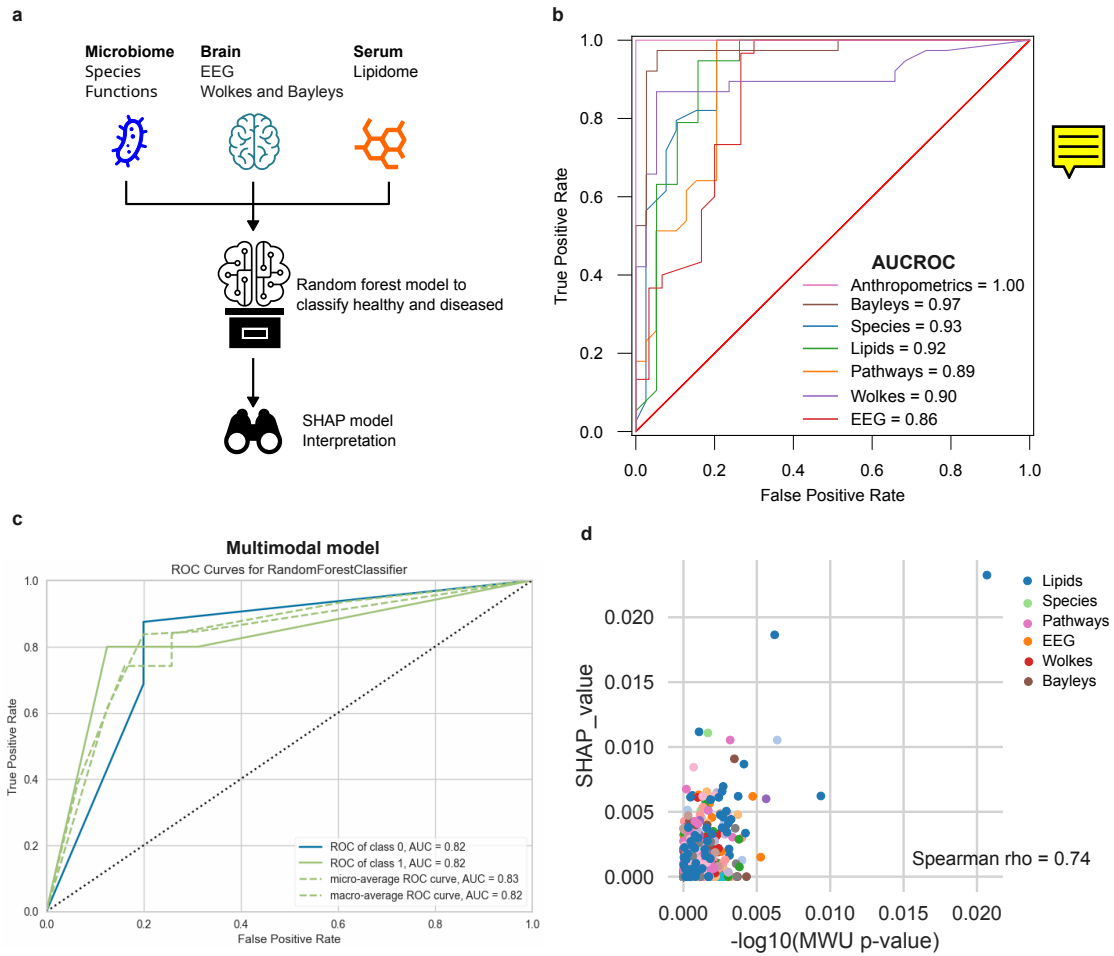 a
Microbiome
Species
Functions
Brain
EEG
Wolkes and Bayleys
Serum
Lipidome
Random forest model to
classify healthy and diseased
SHAP model
Interpretation
b
True Positive Rate
1.0
0.8
0.6
0.4
0.2
0.0
AUCROC
Anthropometrics = 1.00
Bayleys = 0.97
Species = 0.93
Lipids = 0.92
Pathways = 0.89
Wolkes = 0.90
EEG = 0.86
0.0 0.2 0.4 0.6 0.8 1.0
False Positive Rate
c
Multimodal model
ROC Curves for RandomForestClassifier
True Positive Rate
1.0
0.8
0.6
0.4
0.2
0.0
ROC of class 0, AUC = 0.82
ROC of class 1, AUC = 0.82
micro-average ROC curve, AUC = 0.83
macro-average ROC curve, AUC = 0.82
0.0 0.2 0.4 0.6 0.8 1.0
False Positive Rate
d
SHAP_value
0.020
0.015
0.010
0.005
0.000
Lipids
Species
Pathways
EEG
Wolkes
Bayleys
Spearman rho = 0.74
0.000 0.005 0.010 0.015 0.020
-log10(MWU p-value)